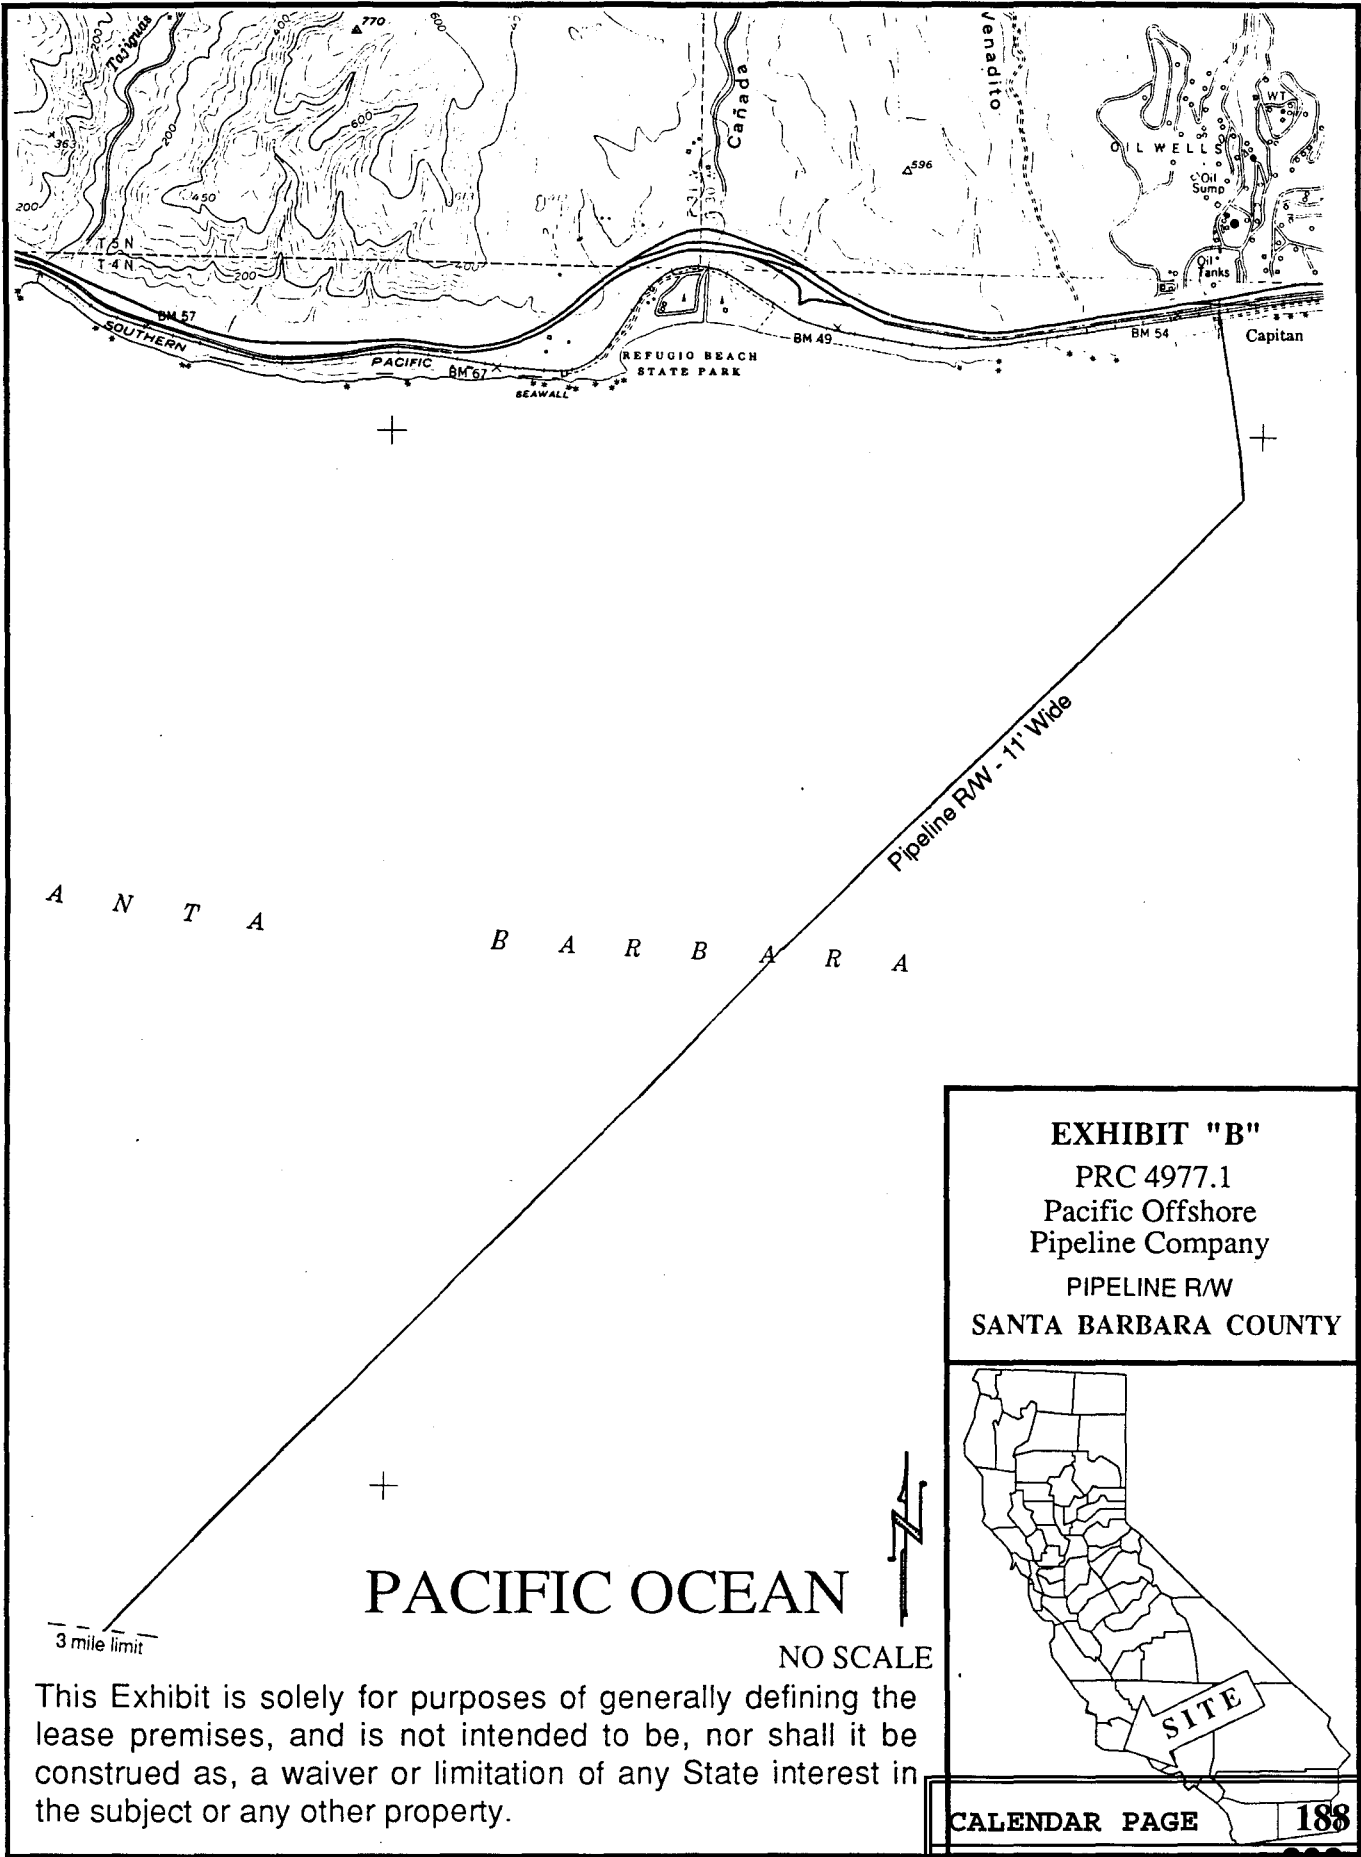 770
600
400
200
Tajiguas
Cañada
Venadito
363
200
600
450
596
WT
OIL WELLS
Oil
Sump
200
T 5 N
T 4 N
200
400
Oil
Tanks
BM 57
SOUTHERN
PACIFIC
BM 67
SEAWALL
REFUGIO BEACH
STATE PARK
BM 49
BM 54
Capitan
Pipeline R/W - 11' Wide
A N T A B A R B A R A
EXHIBIT "B"
PRC 4977.1
Pacific Offshore
Pipeline Company
PIPELINE R/W
SANTA BARBARA COUNTY
PACIFIC OCEAN
3 mile limit
NO SCALE
SITE
This Exhibit is solely for purposes of generally defining the
lease premises, and is not intended to be, nor shall it be
construed as, a waiver or limitation of any State interest in
the subject or any other property.
CALENDAR PAGE 188